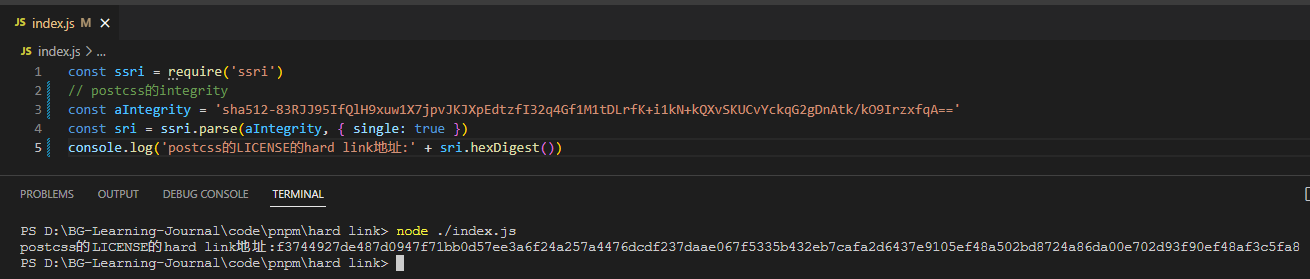 JS index.js M ×
JS index.js > ...
1 const ssri = require('ssri')
2 // postcss的integrity
3 const aIntegrity = 'sha512-83RJJ95IfQlH9xuw1X7jpvJKJXpEdtzfI32q4Gf1M1tDLrfK+i1kN+kQXvSKUCvYckqG2gDnAtk/kO9IrzxfqA=='
4 const sri = ssri.parse(aIntegrity, { single: true })
5 console.log('postcss的LICENSE的hard link地址:' + sri.hexDigest())
PROBLEMS OUTPUT DEBUG CONSOLE TERMINAL
PS D:\BG-Learning-Journal\code\pnpm\hard link> node ./index.js
postcss的LICENSE的hard link地址:f3744927de487d0947f71bb0d57ee3a6f24a257a4476dcdf237daae067f5335b432eb7cafa2d6437e9105ef48a502bd8724a86da00e702d93f90ef48af3c5fa8
PS D:\BG-Learning-Journal\code\pnpm\hard link>